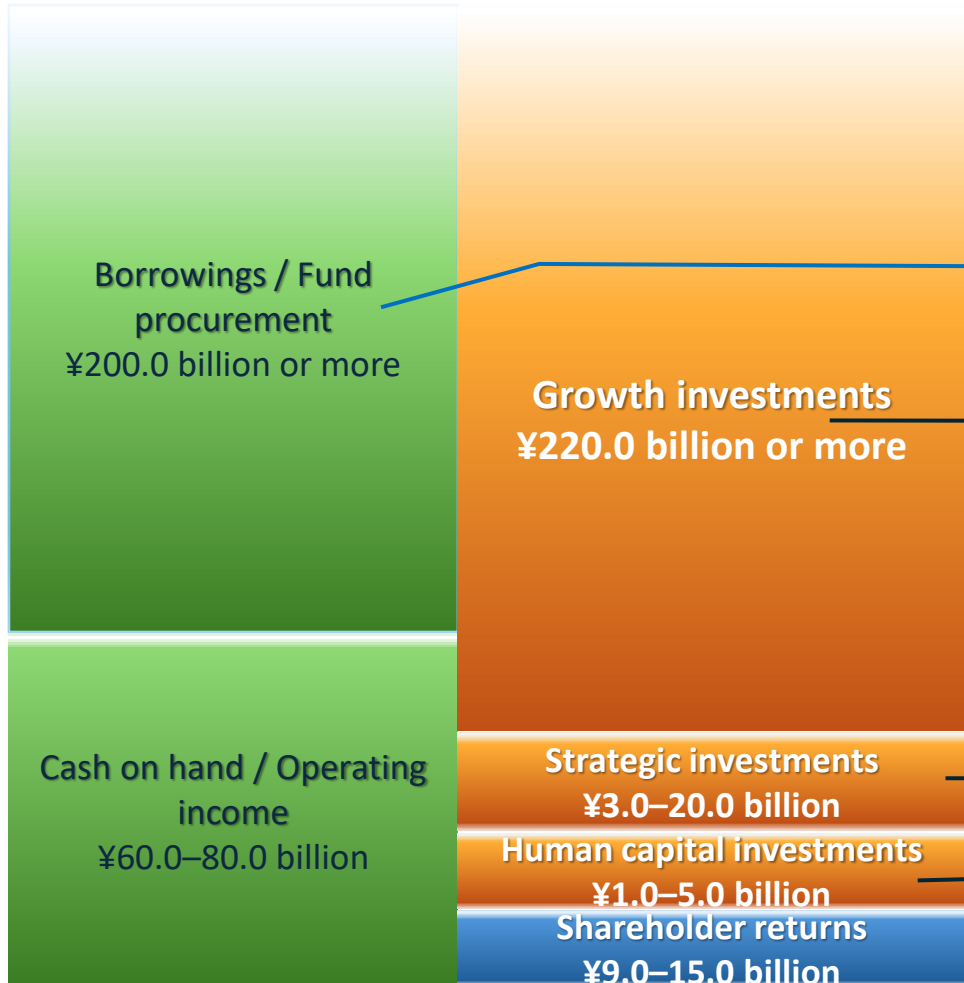 Borrowings / Fund
procurement
¥200.0 billion or more
Growth investments
¥220.0 billion or more
Cash on hand / Operating
income
¥60.0–80.0 billion
Strategic investments
¥3.0–20.0 billion
Human capital investments
¥1.0–5.0 billion
Shareholder returns
¥9.0–15.0 billion